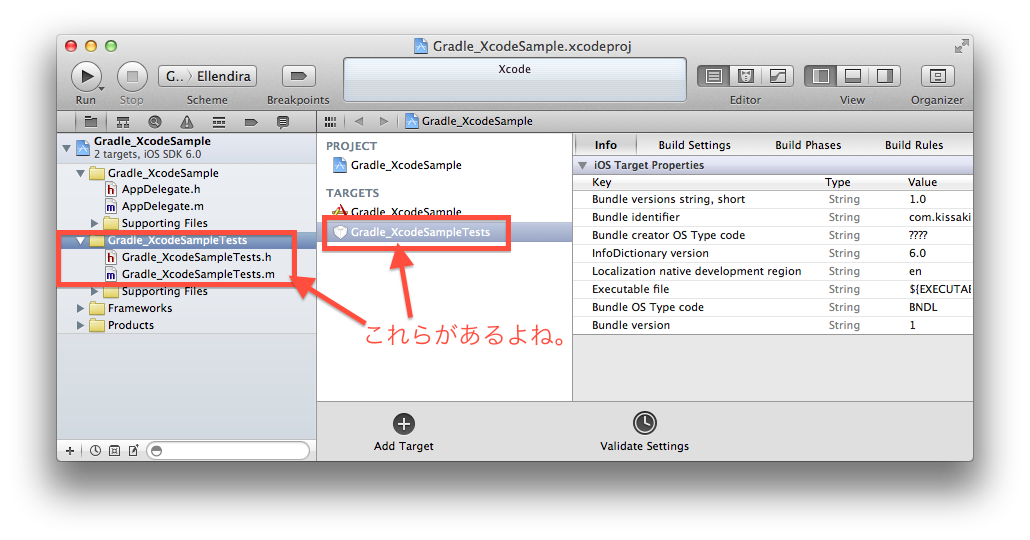 Gradle_XcodeSample.xcodeproj
G.. 〉 Ellendira
Xcode
Run Stop Scheme Breakpoints Editor View Organizer
Gradle_XcodeSample
Gradle_XcodeSample
2 targets, iOS SDK 6.0
Gradle_XcodeSample
AppDelegate.h
AppDelegate.m
Supporting Files
Gradle_XcodeSampleTests
Gradle_XcodeSampleTests.h
Gradle_XcodeSampleTests.m
Supporting Files
Frameworks
Products
PROJECT
Gradle_XcodeSample
TARGETS
Gradle_XcodeSample
Gradle_XcodeSampleTests
これらがあるよね。
Info Build Settings Build Phases Build Rules
iOS Target Properties
Key Type Value
Bundle versions string, short String 1.0
Bundle identifier String com.kissaki
Bundle creator OS Type code String ????
InfoDictionary version String 6.0
Localization native development region String en
Executable file String ${EXECUTAB
Bundle OS Type code String BNDL
Bundle version String 1
Add Target Validate Settings